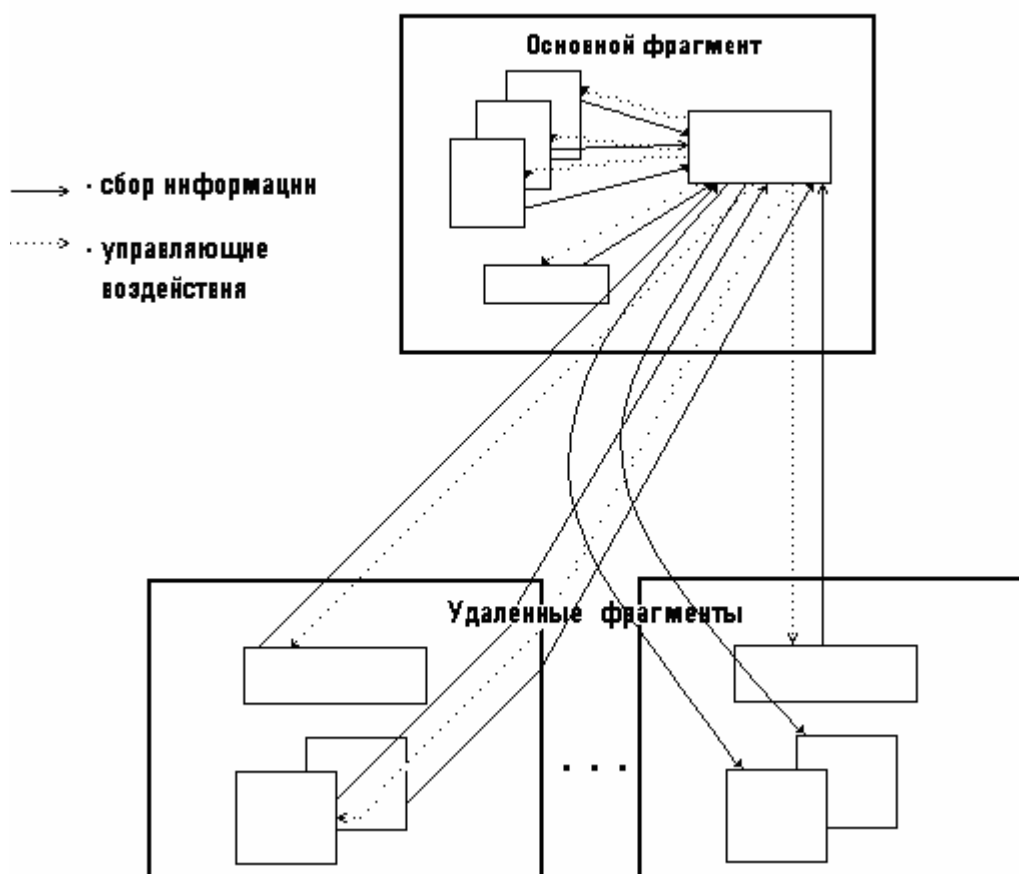 Основной фрагмент
· сбор информации
· управляющие
воздействия
Удаленные фрагменты
. . .